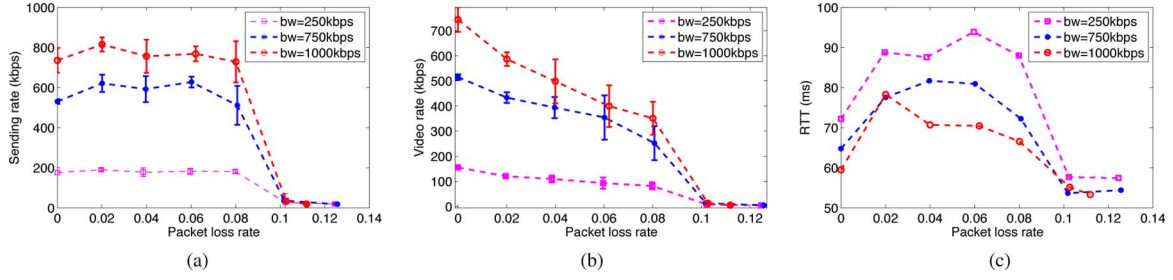 1000
800
600
400
200
0
Sending rate (kbps)
0
0.02
0.04
0.06
0.08
0.1
0.12
0.14
Packet loss rate
bw=250kbps
bw=750kbps
bw=1000kbps
(a)
700
600
500
400
300
200
100
0
Video rate (kbps)
0
0.02
0.04
0.06
0.08
0.1
0.12
Packet loss rate
bw=250kbps
bw=750kbps
bw=1000kbps
(b)
100
90
80
70
60
50
RTT (ms)
0
0.02
0.04
0.06
0.08
0.1
0.12
0.14
Packet loss rate
bw=250kbps
bw=750kbps
bw=1000kbps
(c)